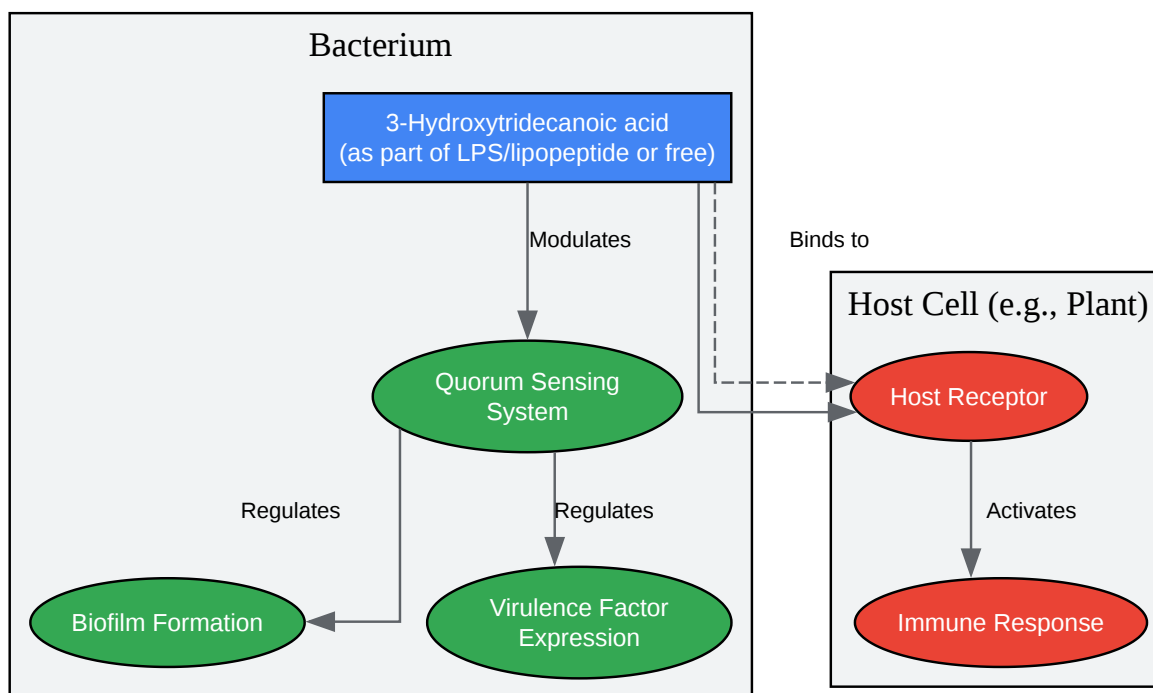 Bacterium
3-Hydroxytridecanoic acid
(as part of LPS/lipopeptide or free)
Modulates
Binds to
Host Cell (e.g., Plant)
Quorum Sensing
System
Host Receptor
Regulates
Regulates
Activates
Biofilm Formation
Virulence Factor
Expression
Immune Response